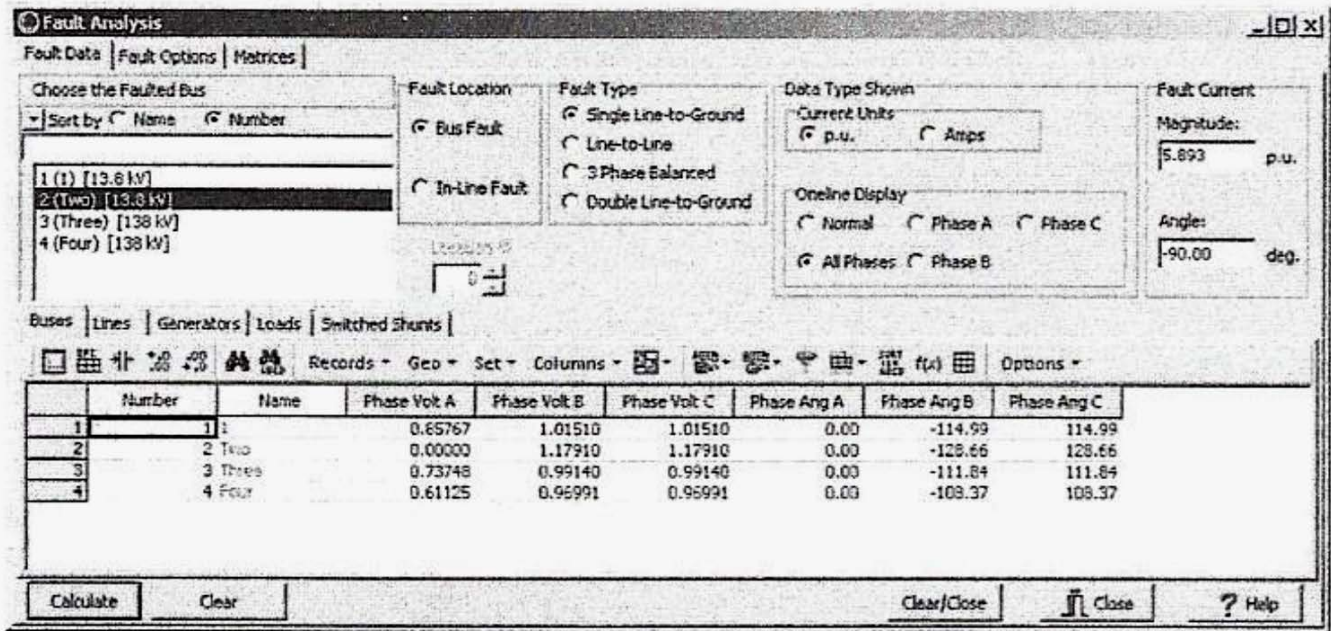 Fault Analysis
Fault Data Fault Options Matrices
Choose the Faulted Bus
Sort by Name Number
1 (1) [13.8 kV]
2 (Two) [13.8 kV]
3 (Three) [138 kV]
4 (Four) [138 kV]
Fault Location
Bus Fault
In-Line Fault
Location %
0
Fault Type
Single Line-to-Ground
Line-to-Line
3 Phase Balanced
Double Line-to-Ground
Data Type Shown
Current Units
p.u. Amps
Oneline Display
Normal Phase A Phase C
All Phases Phase B
Fault Current
Magnitude:
5.893 p.u.
Angle:
-90.00 deg.
Buses Lines Generators Loads Switched Shunts
Records Geo Set Columns f(x) Options
Number Name Phase Volt A Phase Volt B Phase Volt C Phase Ang A Phase Ang B Phase Ang C
1 1 1 0.65767 1.01510 1.01510 0.00 -114.99 114.99
2 2 Two 0.00000 1.17910 1.17910 0.00 -128.66 128.66
3 3 Three 0.73748 0.99140 0.99140 0.00 -111.84 111.84
4 4 Four 0.61125 0.96991 0.96991 0.00 -108.37 108.37
Calculate Clear Clear/Close Close ? Help